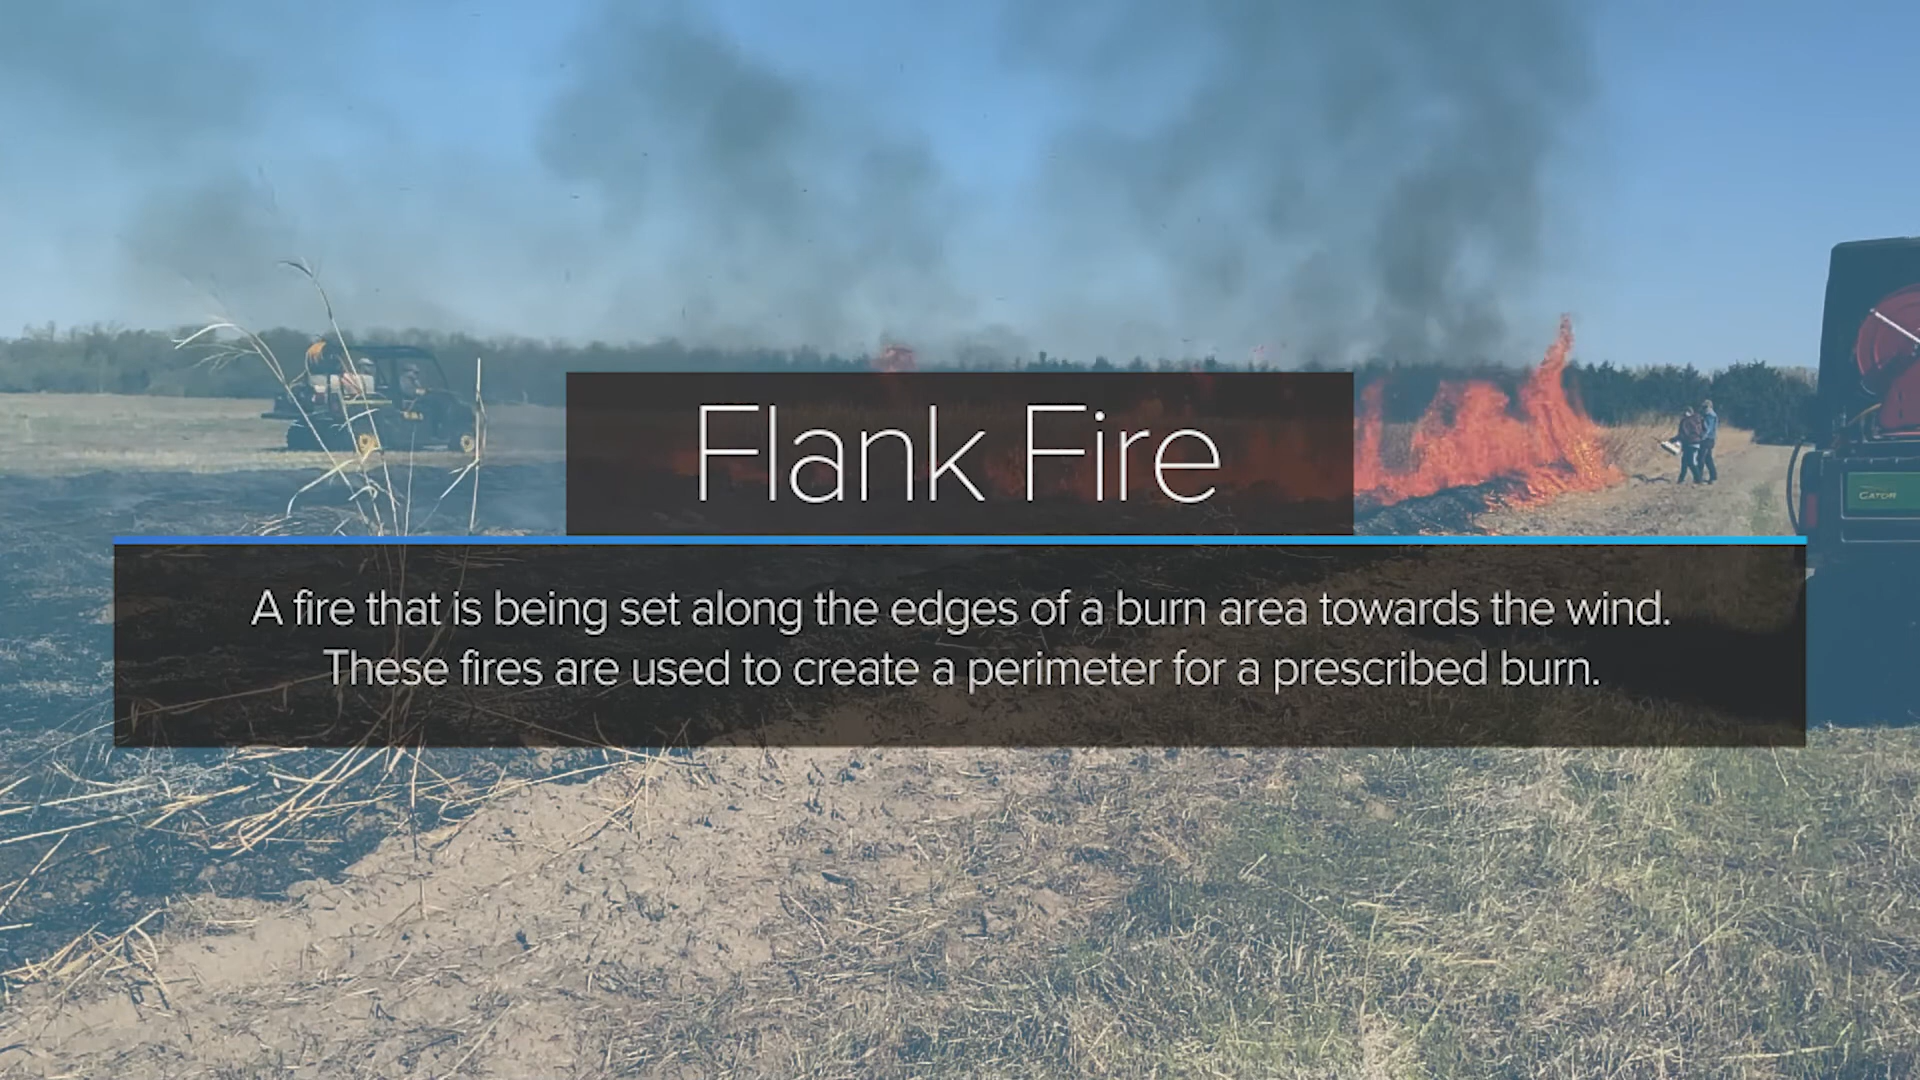 Flank Fire
A fire that is being set along the edges of a burn area towards the wind.
These fires are used to create a perimeter for a prescribed burn.
GATOR